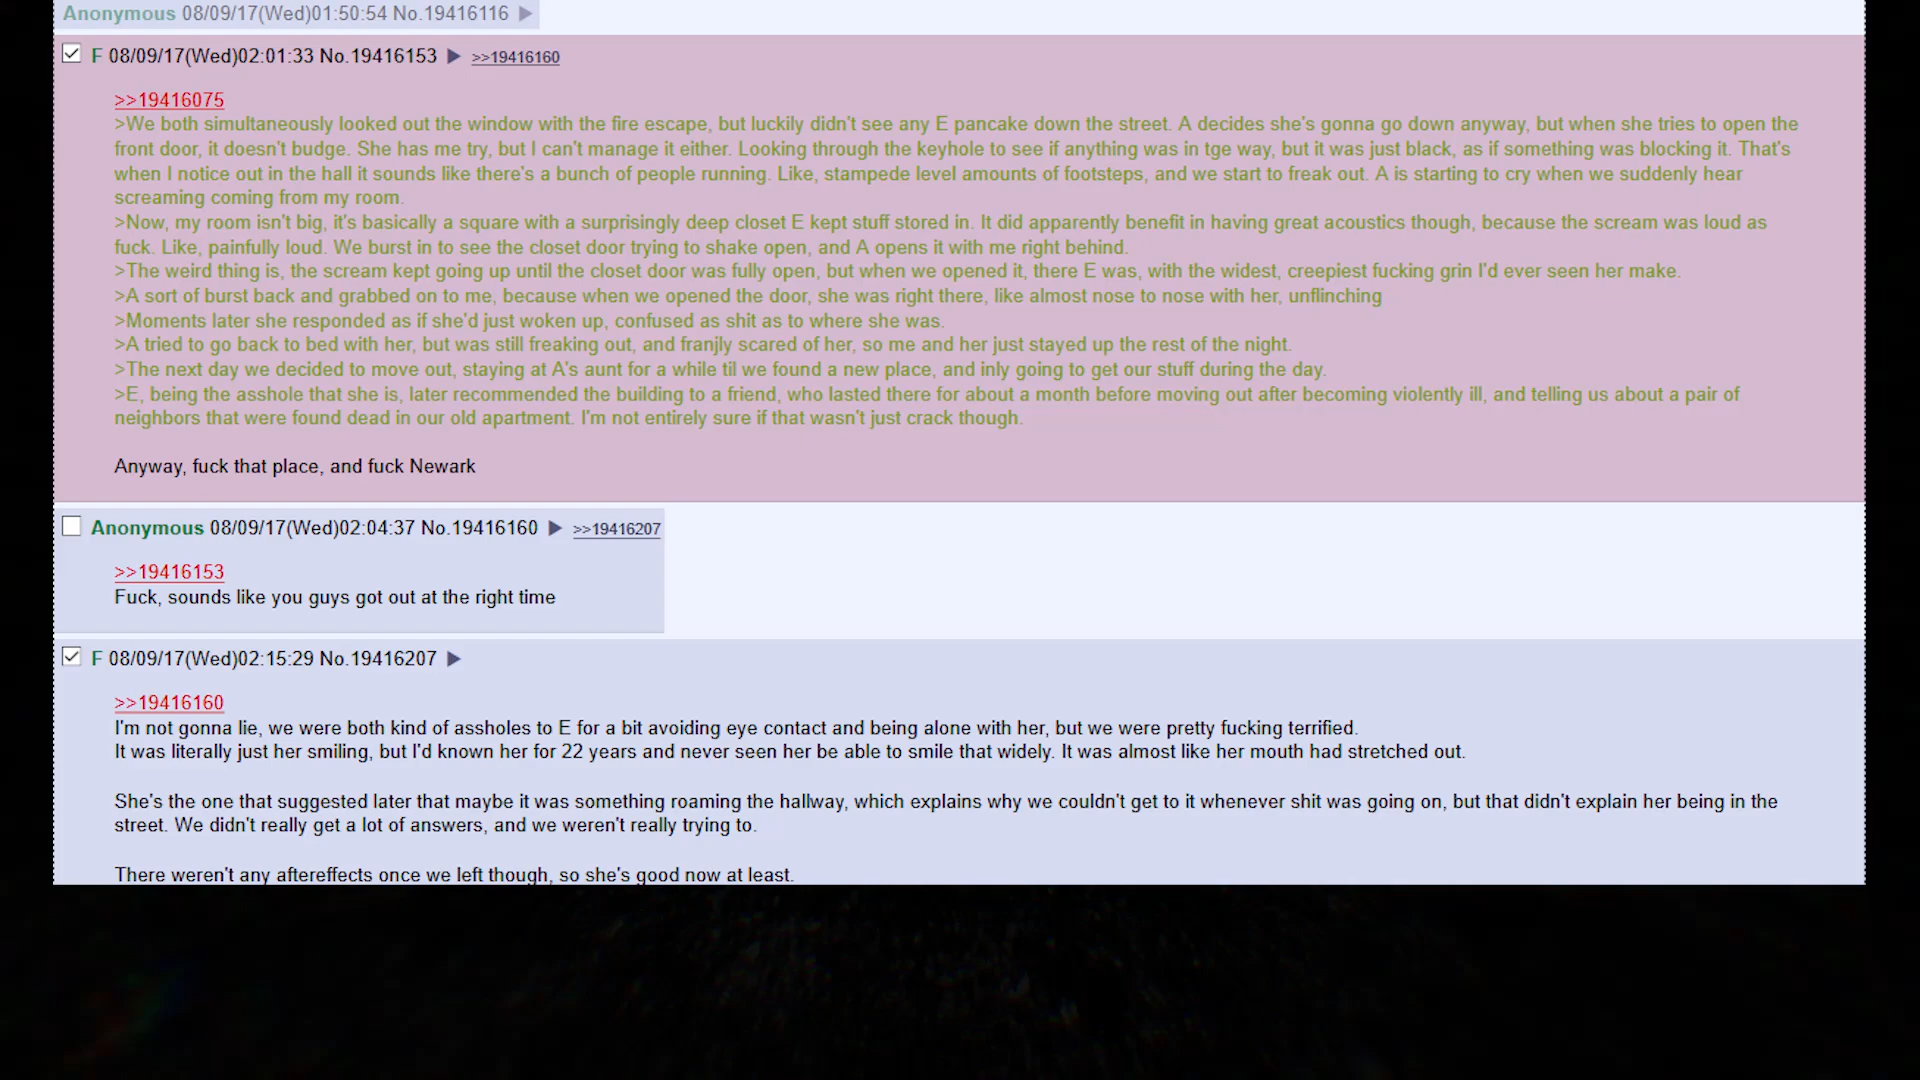 Anonymous 08/09/17(Wed)01:50:54 No.19416116 ▶
F 08/09/17(Wed)02:01:33 No.19416153 ▶ >>19416160
>>19416075
>We both simultaneously looked out the window with the fire escape, but luckily didn't see any E pancake down the street. A decides she's gonna go down anyway, but when she tries to open the
front door, it doesn't budge. She has me try, but I can't manage it either. Looking through the keyhole to see if anything was in tge way, but it was just black, as if something was blocking it. That's
when I notice out in the hall it sounds like there's a bunch of people running. Like, stampede level amounts of footsteps, and we start to freak out. A is starting to cry when we suddenly hear
screaming coming from my room.
>Now, my room isn't big, it's basically a square with a surprisingly deep closet E kept stuff stored in. It did apparently benefit in having great acoustics though, because the scream was loud as
fuck. Like, painfully loud. We burst in to see the closet door trying to shake open, and A opens it with me right behind.
>The weird thing is, the scream kept going up until the closet door was fully open, but when we opened it, there E was, with the widest, creepiest fucking grin I'd ever seen her make.
>A sort of burst back and grabbed on to me, because when we opened the door, she was right there, like almost nose to nose with her, unflinching
>Moments later she responded as if she'd just woken up, confused as shit as to where she was.
>A tried to go back to bed with her, but was still freaking out, and franjly scared of her, so me and her just stayed up the rest of the night.
>The next day we decided to move out, staying at A's aunt for a while til we found a new place, and inly going to get our stuff during the day.
>E, being the asshole that she is, later recommended the building to a friend, who lasted there for about a month before moving out after becoming violently ill, and telling us about a pair of
neighbors that were found dead in our old apartment. I'm not entirely sure if that wasn't just crack though.
Anyway, fuck that place, and fuck Newark
Anonymous 08/09/17(Wed)02:04:37 No.19416160 ▶ >>19416207
>>19416153
Fuck, sounds like you guys got out at the right time
F 08/09/17(Wed)02:15:29 No.19416207 ▶
>>19416160
I'm not gonna lie, we were both kind of assholes to E for a bit avoiding eye contact and being alone with her, but we were pretty fucking terrified.
It was literally just her smiling, but I'd known her for 22 years and never seen her be able to smile that widely. It was almost like her mouth had stretched out.
She's the one that suggested later that maybe it was something roaming the hallway, which explains why we couldn't get to it whenever shit was going on, but that didn't explain her being in the
street. We didn't really get a lot of answers, and we weren't really trying to.
There weren't any aftereffects once we left though, so she's good now at least.